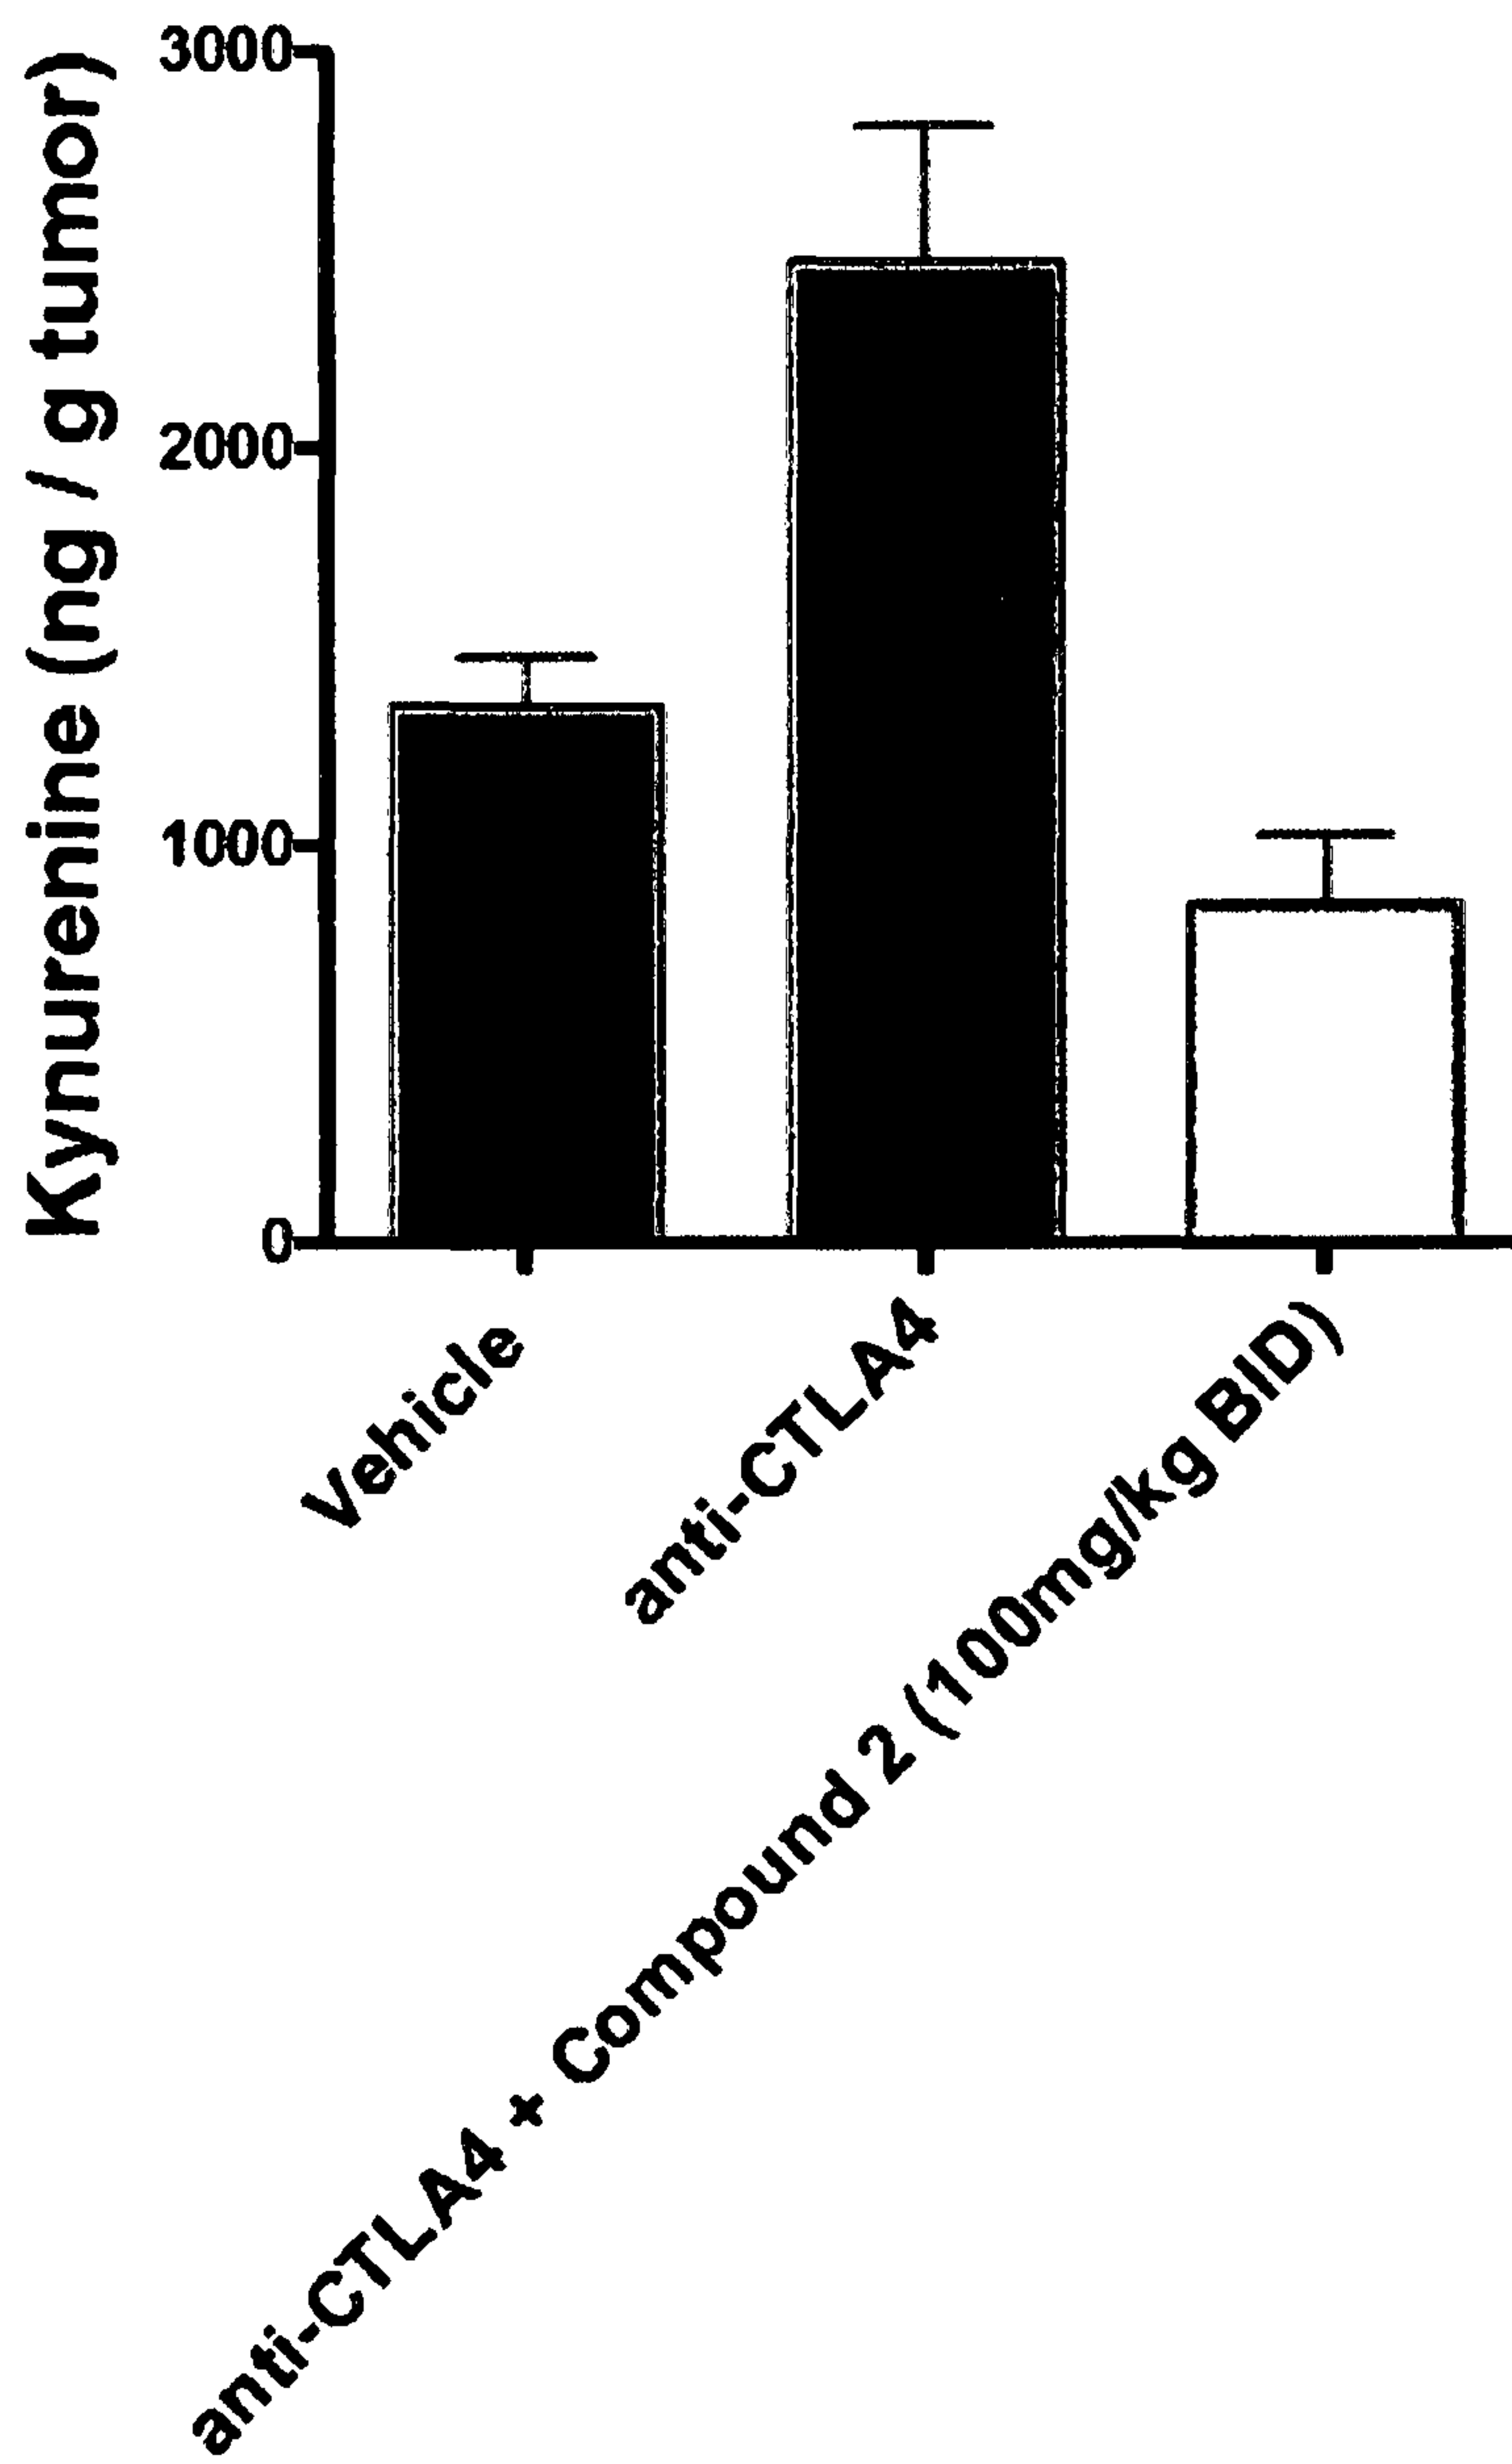 Kynurenine (ng / g tumor)
3000
2000
1000
0
Vehicle
anti-CTLA4
anti-CTLA4 + Compound 2 (100mg/kg BID)